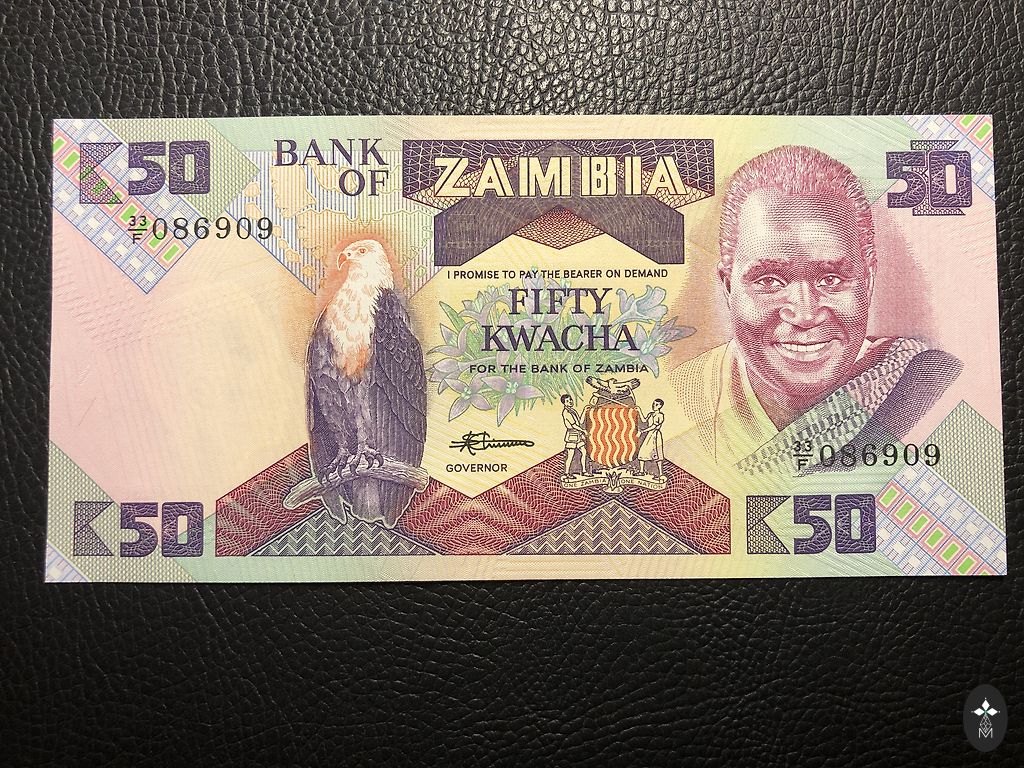 K50
BANK
OF
ZAMBIA
50
33/F 086909
I PROMISE TO PAY THE BEARER ON DEMAND
FIFTY
KWACHA
FOR THE BANK OF ZAMBIA
GOVERNOR
ONE ZAMBIA ONE NATION
33/F 086909
K50
K50
M